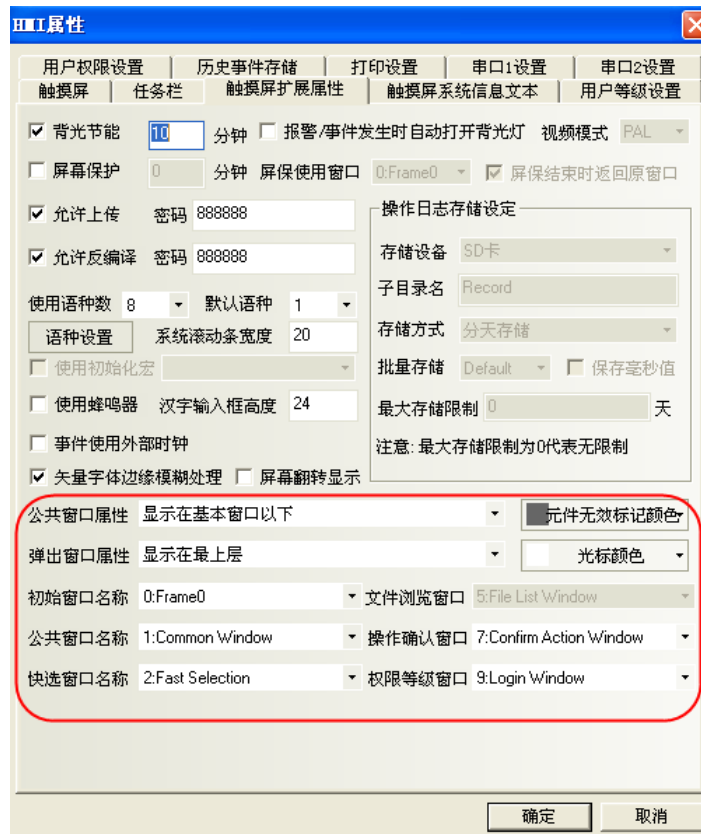 HMI属性
用户权限设置 历史事件存储 打印设置 串口1设置 串口2设置
触摸屏 任务栏 触摸屏扩展属性 触摸屏系统信息文本 用户等级设置
背光节能 10 分钟 报警/事件发生时自动打开背光灯 视频模式 PAL
屏幕保护 0 分钟 屏保使用窗口 0:Frame0 屏保结束时返回原窗口
允许上传 密码 888888
允许反编译 密码 888888
使用语种数 8 默认语种 1
语种设置 系统滚动条宽度 20
使用初始化宏
使用蜂鸣器 汉字输入框高度 24
事件使用外部时钟
矢量字体边缘模糊处理 屏幕翻转显示
操作日志存储设定
存储设备 SD卡
子目录名 Record
存储方式 分天存储
批量存储 Default 保存毫秒值
最大存储限制 0 天
注意:最大存储限制为0代表无限制
公共窗口属性 显示在基本窗口以下 元件无效标记颜色
弹出窗口属性 显示在最上层 光标颜色
初始窗口名称 0:Frame0 文件浏览窗口 5:File List Window
公共窗口名称 1:Common Window 操作确认窗口 7:Confirm Action Window
快选窗口名称 2:Fast Selection 权限等级窗口 9:Login Window
确定 取消